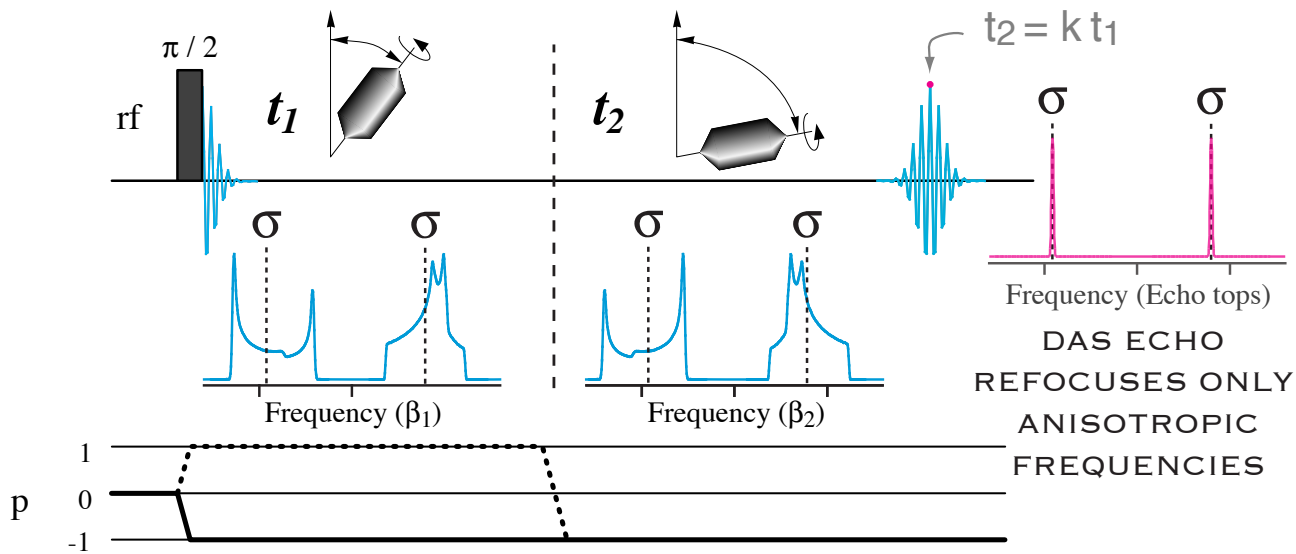 π / 2
rf
t1
t2
t2 = k t1
σ σ
σ σ
σ σ
Frequency (Echo tops)
Frequency (β1)
Frequency (β2)
DAS ECHO
REFOCUSES ONLY
ANISOTROPIC
FREQUENCIES
p
1
0
-1